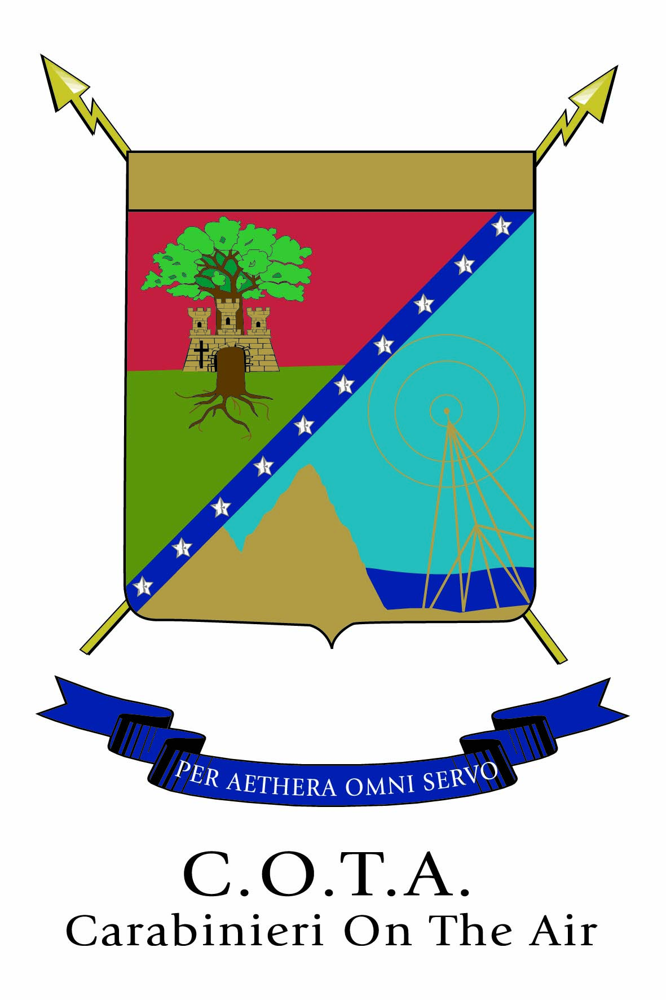 PER AETHERA OMNI SERVO
C.O.T.A.
Carabinieri On The Air